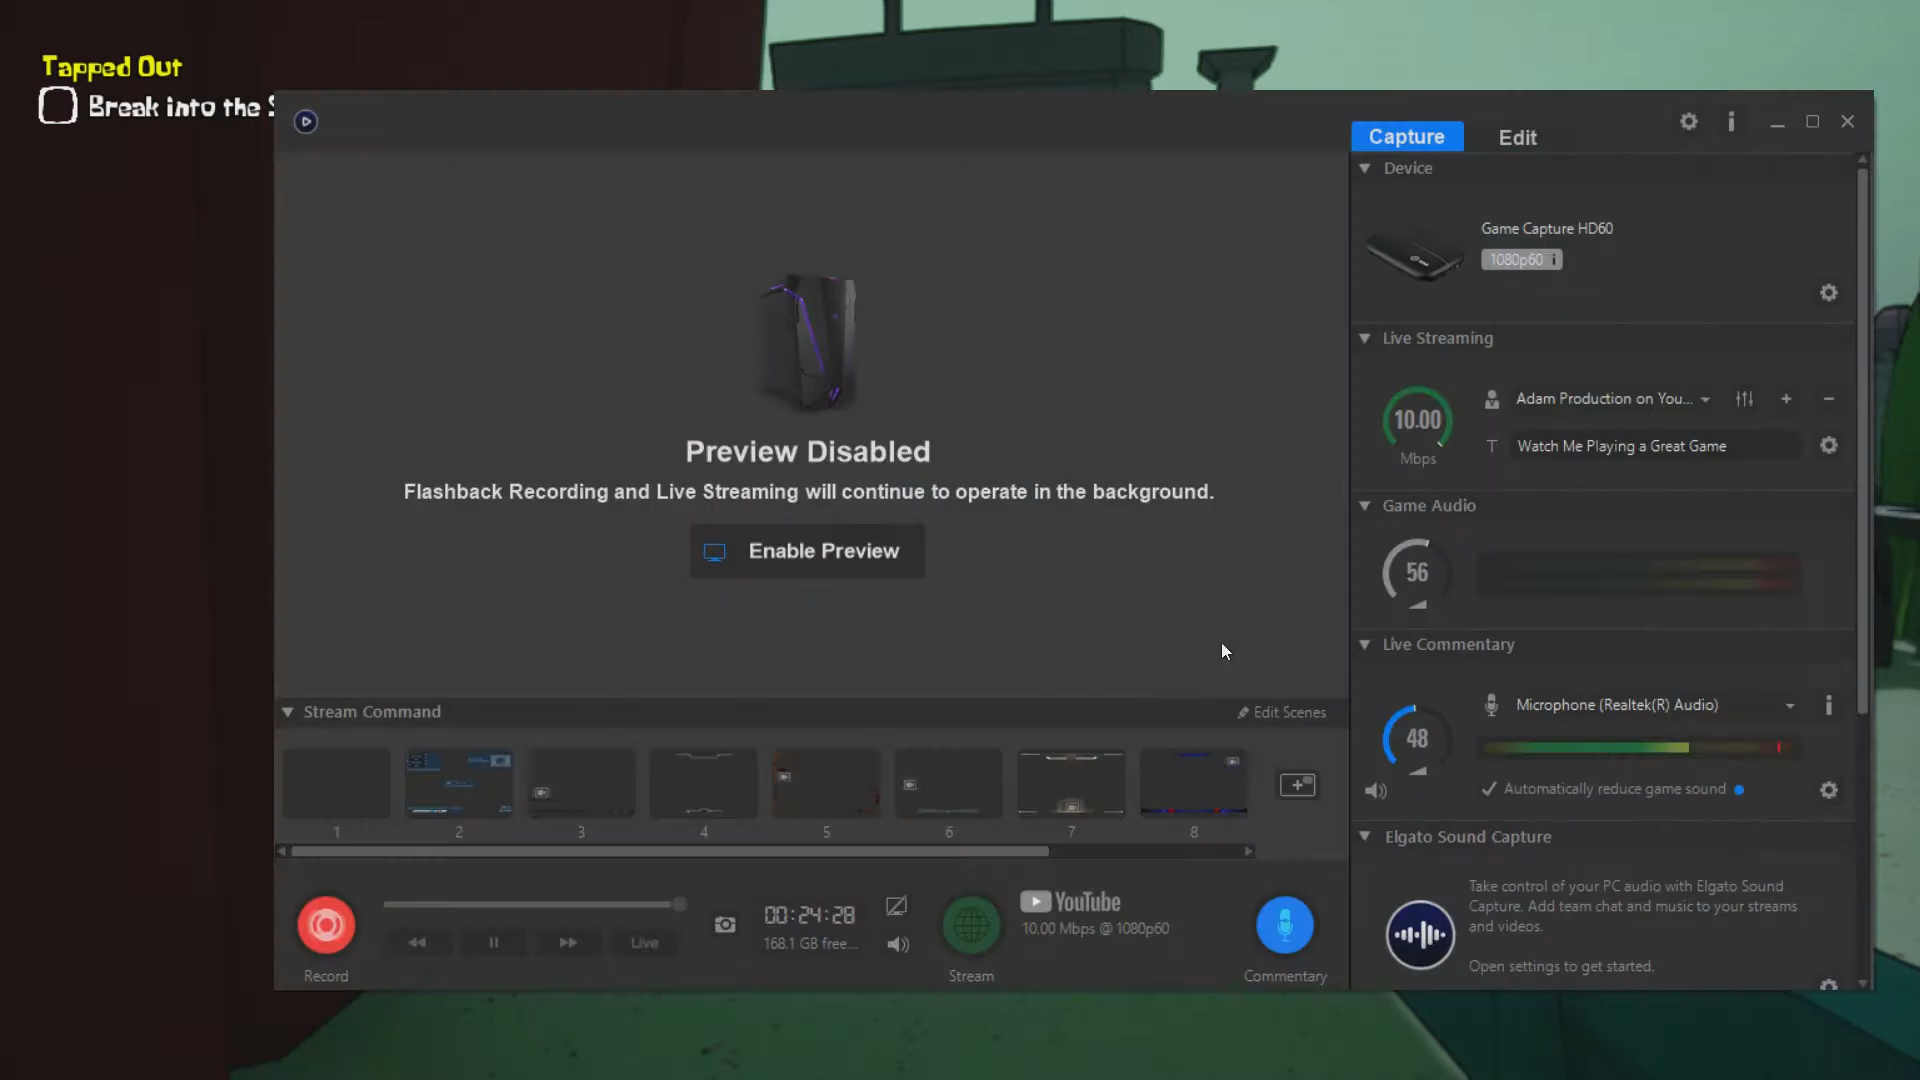 Tapped Out
Break into the S
Capture
Edit
Device
Game Capture HD60
1080p60 i
Live Streaming
10.00
Mbps
Adam Production on You...
T
Watch Me Playing a Great Game
Game Audio
56
Live Commentary
Microphone (Realtek(R) Audio)
48
Automatically reduce game sound
Elgato Sound Capture
Take control of your PC audio with Elgato Sound
Capture. Add team chat and music to your streams
and videos.
Open settings to get started.
Preview Disabled
Flashback Recording and Live Streaming will continue to operate in the background.
Enable Preview
Stream Command
Edit Scenes
1 2 3 4 5 6 7 8
Record
Live
00:24:28
168.1 GB free...
Stream
YouTube
10.00 Mbps @ 1080p60
Commentary